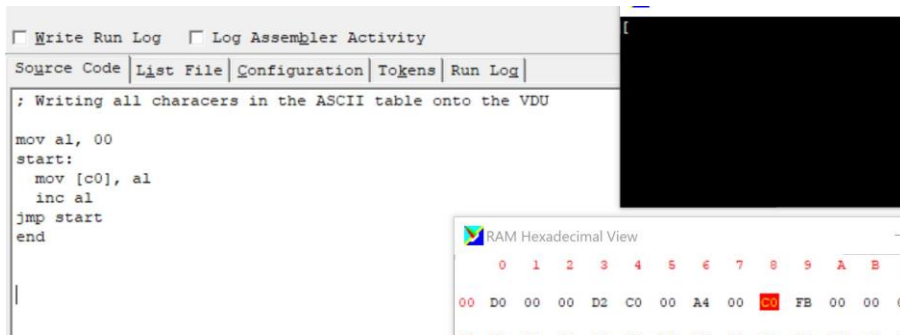 Write Run Log Log Assembler Activity
[
Source Code List File Configuration Tokens Run Log
; Writing all characers in the ASCII table onto the VDU
mov al, 00
start:
mov [c0], al
inc al
jmp start
end
RAM Hexadecimal View
0 1 2 3 4 5 6 7 8 9 A B
00 D0 00 00 D2 C0 00 A4 00 C0 FB 00 00